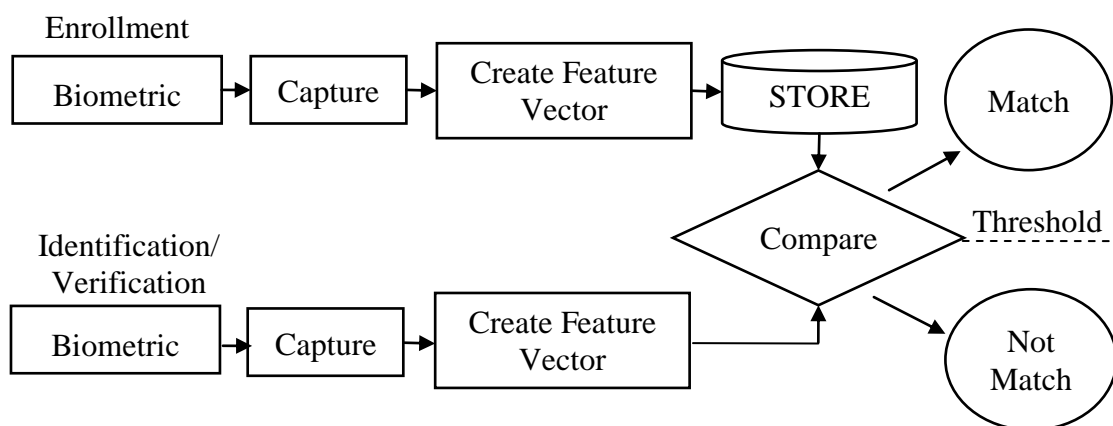 Enrollment
Biometric
Capture
Create Feature
Vector
STORE
Match
Threshold
Compare
Identification/
Verification
Biometric
Capture
Create Feature
Vector
Not
Match